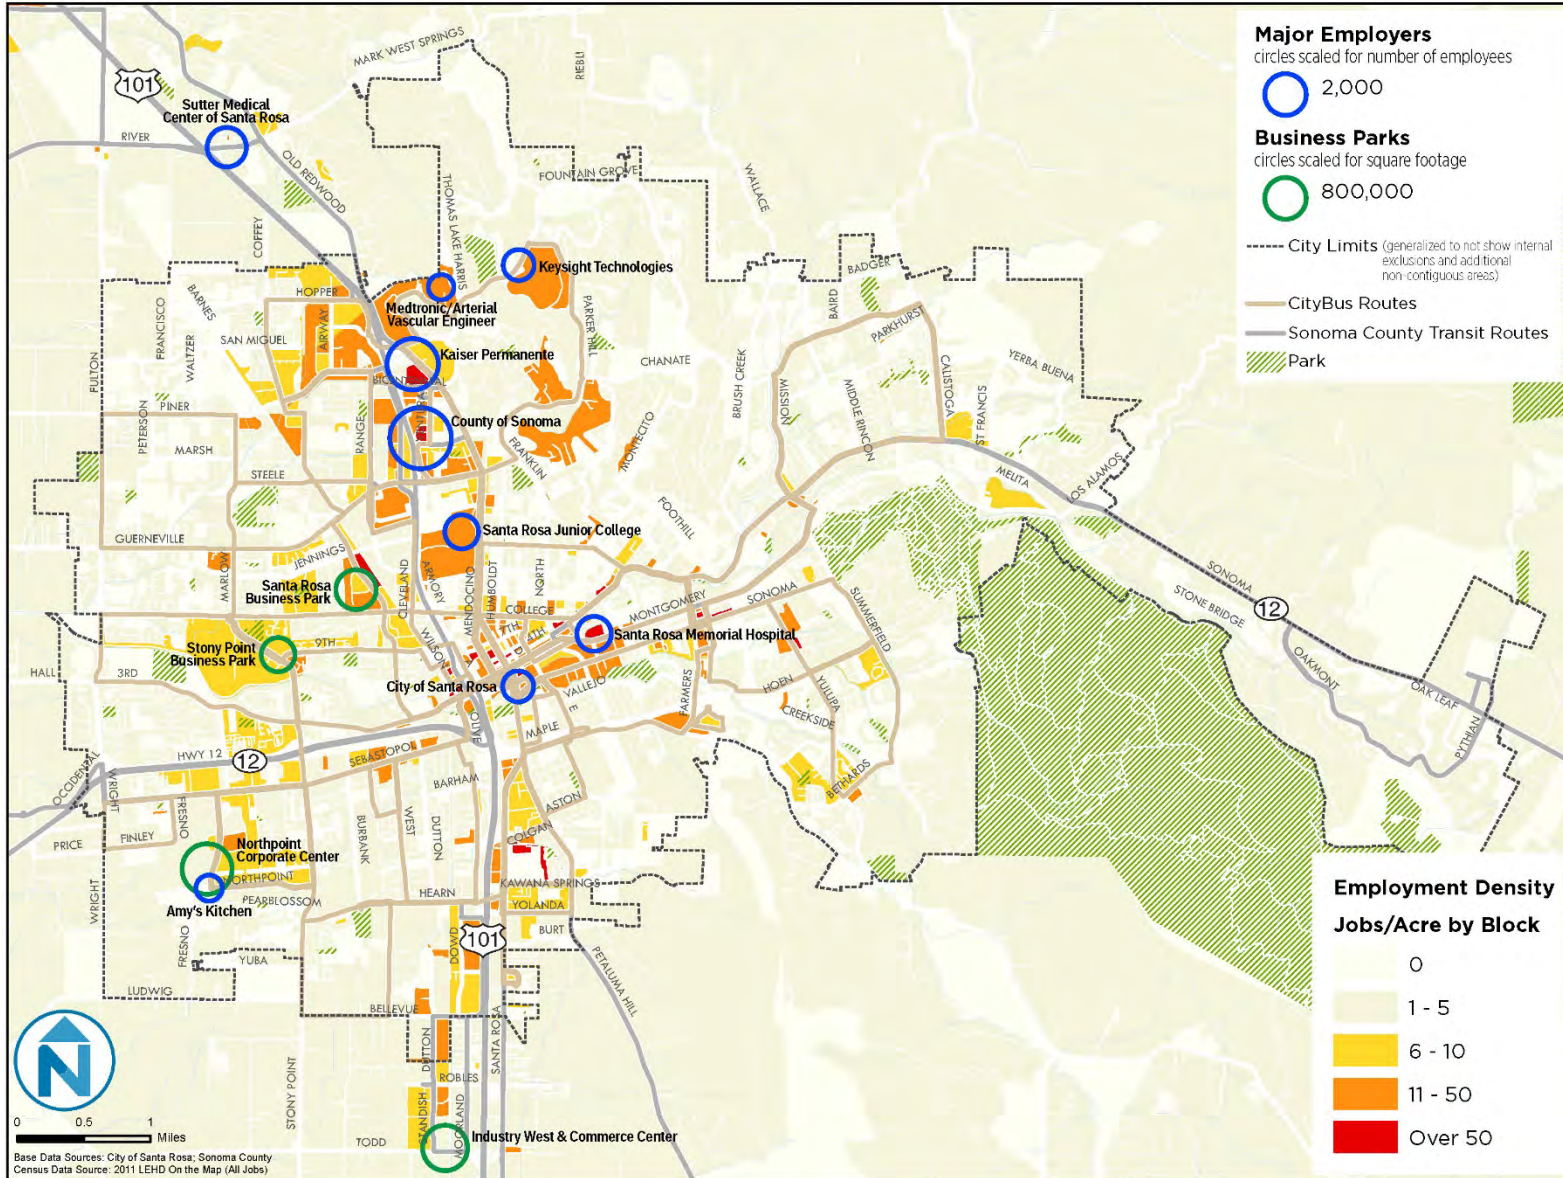 Major Employers
circles scaled for number of employees
2,000
Business Parks
circles scaled for square footage
800,000
City Limits (generalized to not show internal
exclusions and additional
non-contiguous areas)
CityBus Routes
Sonoma County Transit Routes
Park
MARK WEST SPRINGS
RIEBLI
101
Sutter Medical
Center of Santa Rosa
RIVER
OLD REDWOOD
FOUNTAIN GROVE
WALLACE
THOMAS LAKE HARRIS
COFFEY
Keysight Technologies
BADGER
HOPPER
BARNES
FRANCISCO
WALTZER
SAN MIGUEL
AIRWAY
Medtronic/Arterial
Vascular Engineer
PARKER HILL
BAIRD
PARKHURST
FULTON
Kaiser Permanente
CHANATE
BRUSH CREEK
YERBA BUENA
CALISTOGA
MISSION
MIDDLE RINCON
ST FRANCIS
PINER
PETERSON
MARSH
RANGE
County of Sonoma
FRANKLIN
MONTECITO
STEELE
MELITA
LOS ALAMOS
FOOTHILL
GUERNEVILLE
JENNINGS
Santa Rosa Junior College
MARLOW
Santa Rosa
Business Park
CLEVELAND
ARMORY
MENDOCINO
HUMBOLDT
NORTH
COLLEGE
7TH
4TH
D
MONTGOMERY
SONOMA
SUMMERFIELD
SONOMA
STONE BRIDGE
12
Stony Point
Business Park
9TH
WILSON
A
Santa Rosa Memorial Hospital
HALL
3RD
City of Santa Rosa
VALLEJO
E
FARMERS
HOEN
YULUPA
CREEKSIDE
OAKMONT
OAK LEAF
PYTHIAN
OLIVE
MAPLE
HWY 12
12
SEBASTOPOL
OCCIDENTAL
WRIGHT
BARHAM
BETHARDS
FRESNO
BURBANK
WEST
DUTTON
ASTON
COLGAN
PRICE
FINLEY
Northpoint
Corporate Center
NORTHPOINT
PEARBLOSSOM
HEARN
KAWANA SPRINGS
YOLANDA
Amy's Kitchen
WRIGHT
FRESNO
YUBA
101
DOWD
BURT
PETALUMA HILL
LUDWIG
BELLEVUE
SANTA ROSA
DUTTON
ROBLES
STONY POINT
STANDISH
MOORLAND
TODD
Industry West & Commerce Center
Employment Density
Jobs/Acre by Block
0
1 - 5
6 - 10
11 - 50
Over 50
N
0 0.5 1
Miles
Base Data Sources: City of Santa Rosa; Sonoma County
Census Data Source: 2011 LEHD On the Map (All Jobs)